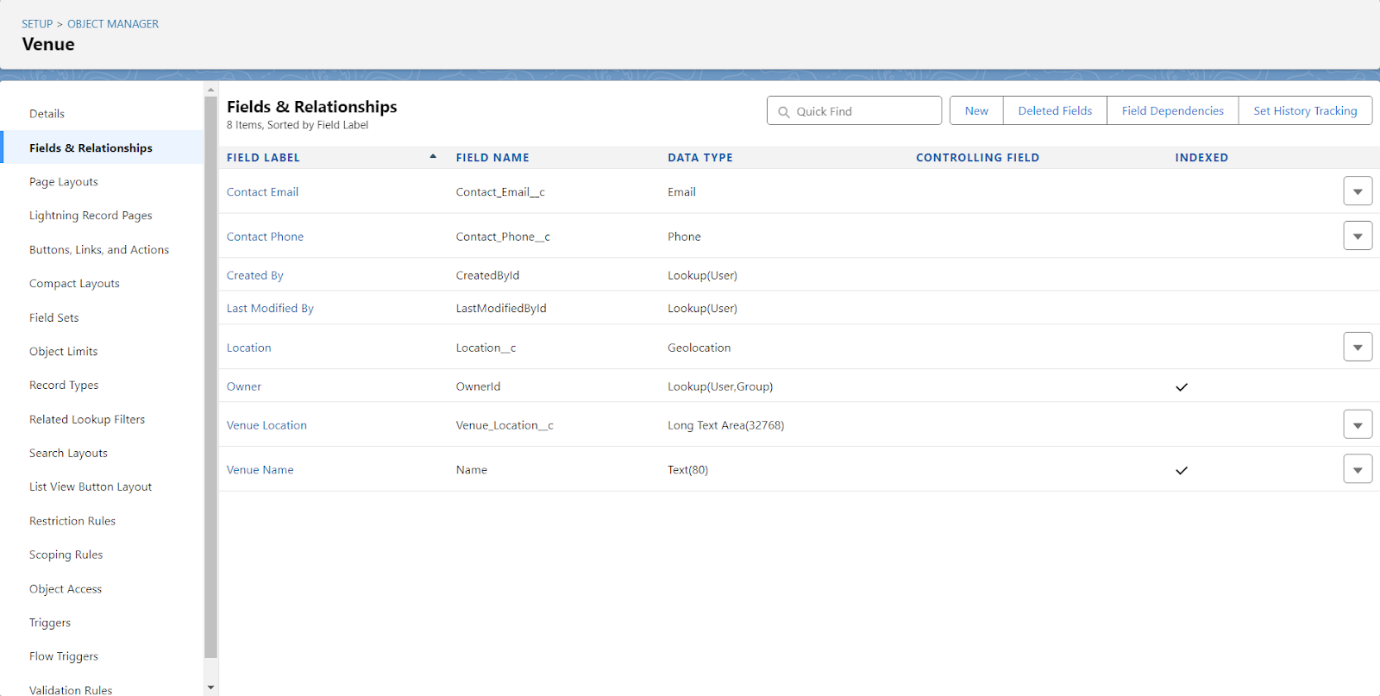 SETUP > OBJECT MANAGER
Venue
Details
Fields & Relationships
Page Layouts
Lightning Record Pages
Buttons, Links, and Actions
Compact Layouts
Field Sets
Object Limits
Record Types
Related Lookup Filters
Search Layouts
List View Button Layout
Restriction Rules
Scoping Rules
Object Access
Triggers
Flow Triggers
Validation Rules
Fields & Relationships
8 Items, Sorted by Field Label
Quick Find
New Deleted Fields Field Dependencies Set History Tracking
FIELD LABEL FIELD NAME DATA TYPE CONTROLLING FIELD INDEXED
Contact Email Contact_Email__c Email
Contact Phone Contact_Phone__c Phone
Created By CreatedById Lookup(User)
Last Modified By LastModifiedById Lookup(User)
Location Location__c Geolocation
Owner OwnerId Lookup(User,Group)
Venue Location Venue_Location__c Long Text Area(32768)
Venue Name Name Text(80)